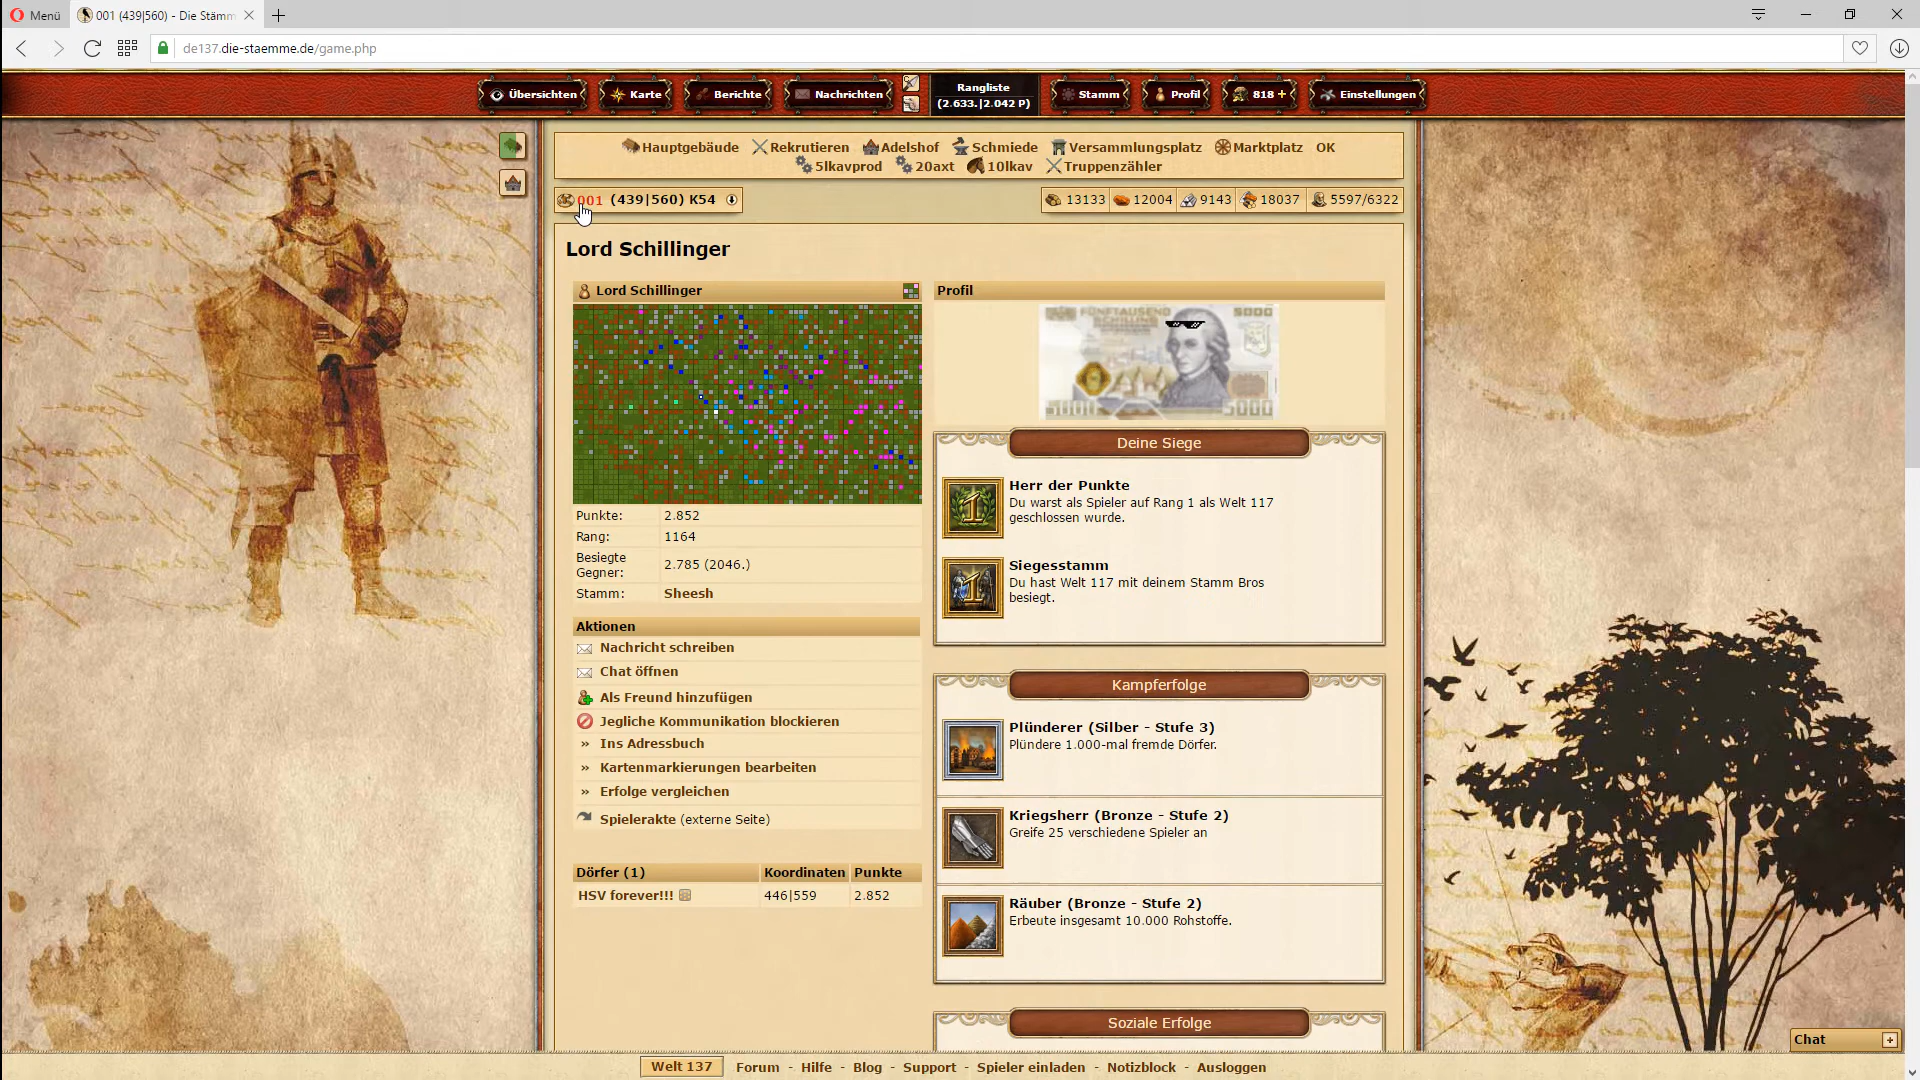 Menü
001 (439|560) - Die Stämm
de137.die-staemme.de/game.php
Übersichten
Karte
Berichte
Nachrichten
Rangliste
(2.633.|2.042 P)
Stamm
Profil
818 +
Einstellungen
Hauptgebäude Rekrutieren Adelshof Schmiede Versammlungsplatz Marktplatz OK
5lkavprod 20axt 10lkav Truppenzähler
001 (439|560) K54
13133 12004 9143 18037 5597/6322
Lord Schillinger
Lord Schillinger
Punkte: 2.852
Rang: 1164
Besiegte
Gegner: 2.785 (2046.)
Stamm: Sheesh
Aktionen
Nachricht schreiben
Chat öffnen
Als Freund hinzufügen
Jegliche Kommunikation blockieren
» Ins Adressbuch
» Kartenmarkierungen bearbeiten
» Erfolge vergleichen
Spielerakte (externe Seite)
Dörfer (1) Koordinaten Punkte
HSV forever!!! 446|559 2.852
Profil
FÜNFTAUSEND
SCHILLING
5000
5000
5000
Deine Siege
Herr der Punkte
Du warst als Spieler auf Rang 1 als Welt 117
geschlossen wurde.
Siegesstamm
Du hast Welt 117 mit deinem Stamm Bros
besiegt.
Kampferfolge
Plünderer (Silber - Stufe 3)
Plündere 1.000-mal fremde Dörfer.
Kriegsherr (Bronze - Stufe 2)
Greife 25 verschiedene Spieler an
Räuber (Bronze - Stufe 2)
Erbeute insgesamt 10.000 Rohstoffe.
Soziale Erfolge
Chat
Welt 137 Forum - Hilfe - Blog - Support - Spieler einladen - Notizblock - Ausloggen